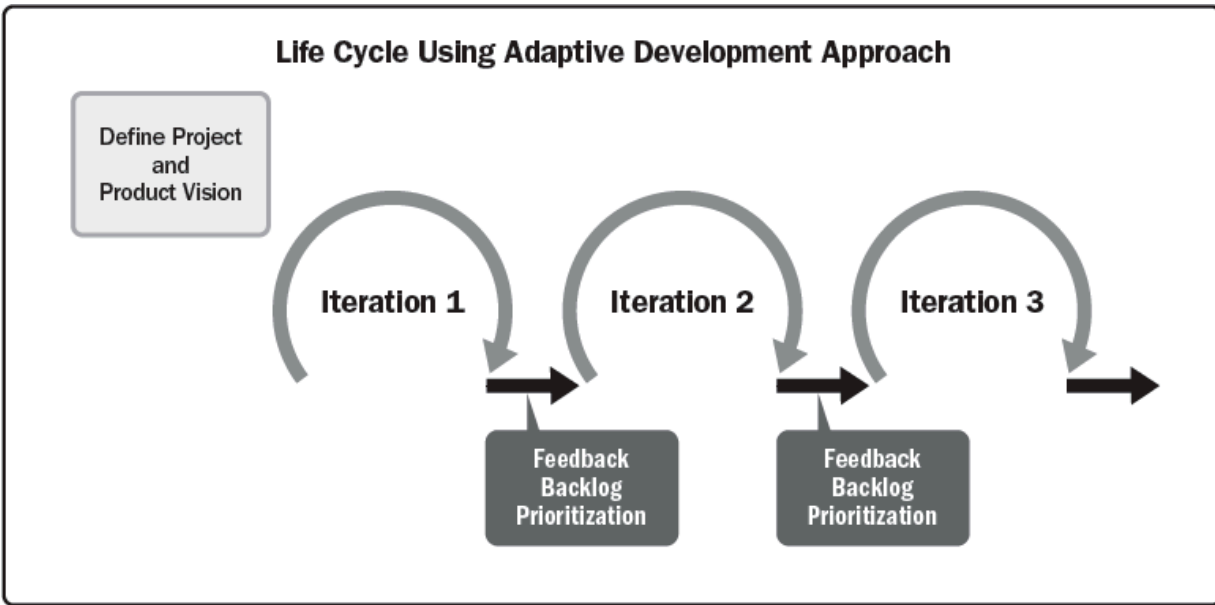 Life Cycle Using Adaptive Development Approach
Define Project
and
Product Vision
Iteration 1
Iteration 2
Iteration 3
Feedback
Backlog
Prioritization
Feedback
Backlog
Prioritization